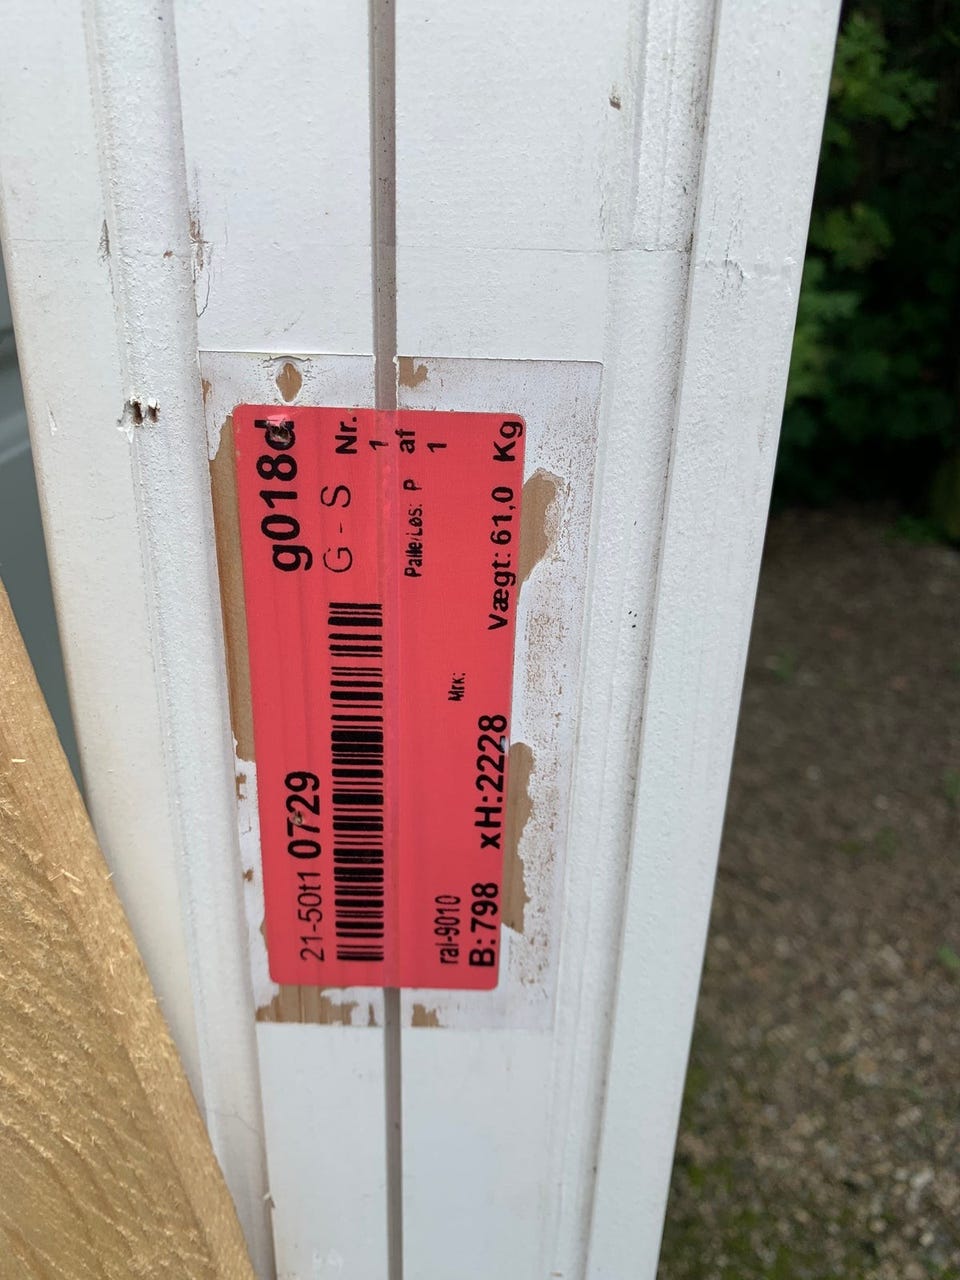 21-50t1 0729 g018d
G - S
Nr.
1
af
1
Palle/Løs: P
ral-9010
Mrk:
B:798 xH:2228 Vægt: 61,0 Kg